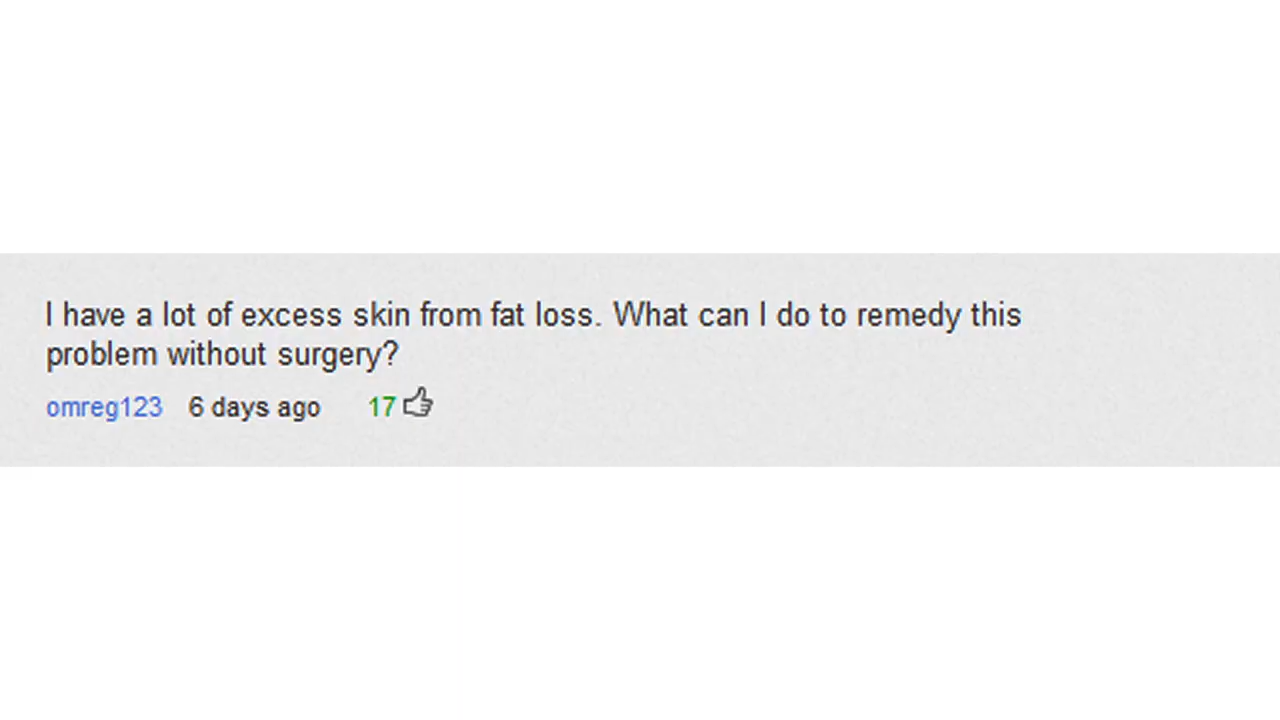 I have a lot of excess skin from fat loss. What can I do to remedy this
problem without surgery?
omreg123 6 days ago 17